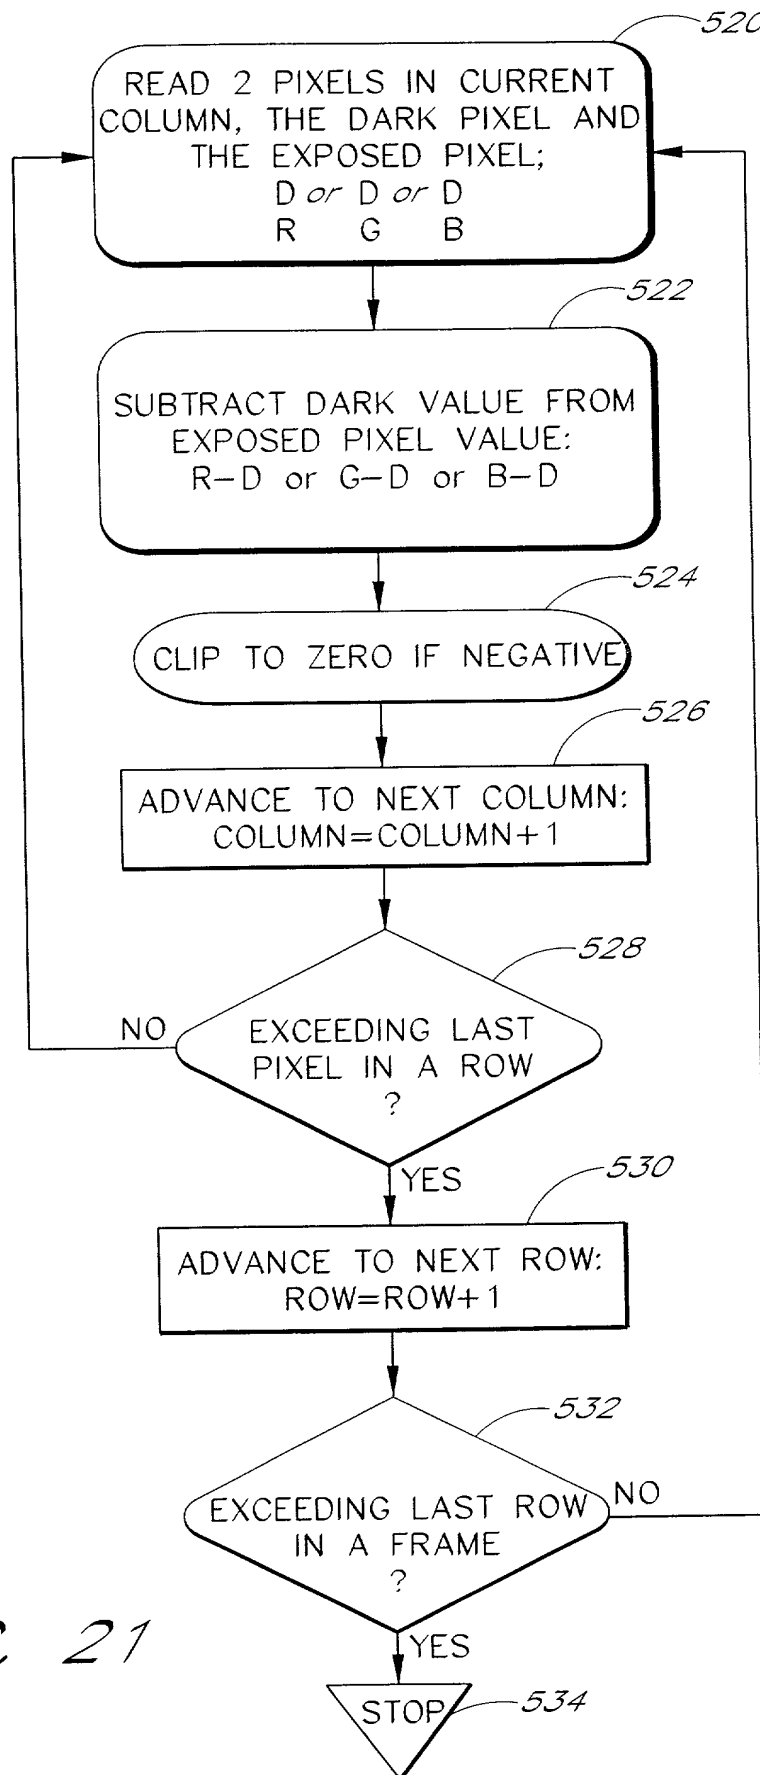 520
READ 2 PIXELS IN CURRENT
COLUMN, THE DARK PIXEL AND
THE EXPOSED PIXEL;
D or D or D
R G B
522
SUBTRACT DARK VALUE FROM
EXPOSED PIXEL VALUE:
R-D or G-D or B-D
524
CLIP TO ZERO IF NEGATIVE
526
ADVANCE TO NEXT COLUMN:
COLUMN=COLUMN+1
528
NO
EXCEEDING LAST
PIXEL IN A ROW
?
YES
530
ADVANCE TO NEXT ROW:
ROW=ROW+1
532
EXCEEDING LAST ROW
IN A FRAME
?
NO
YES
21
STOP
534